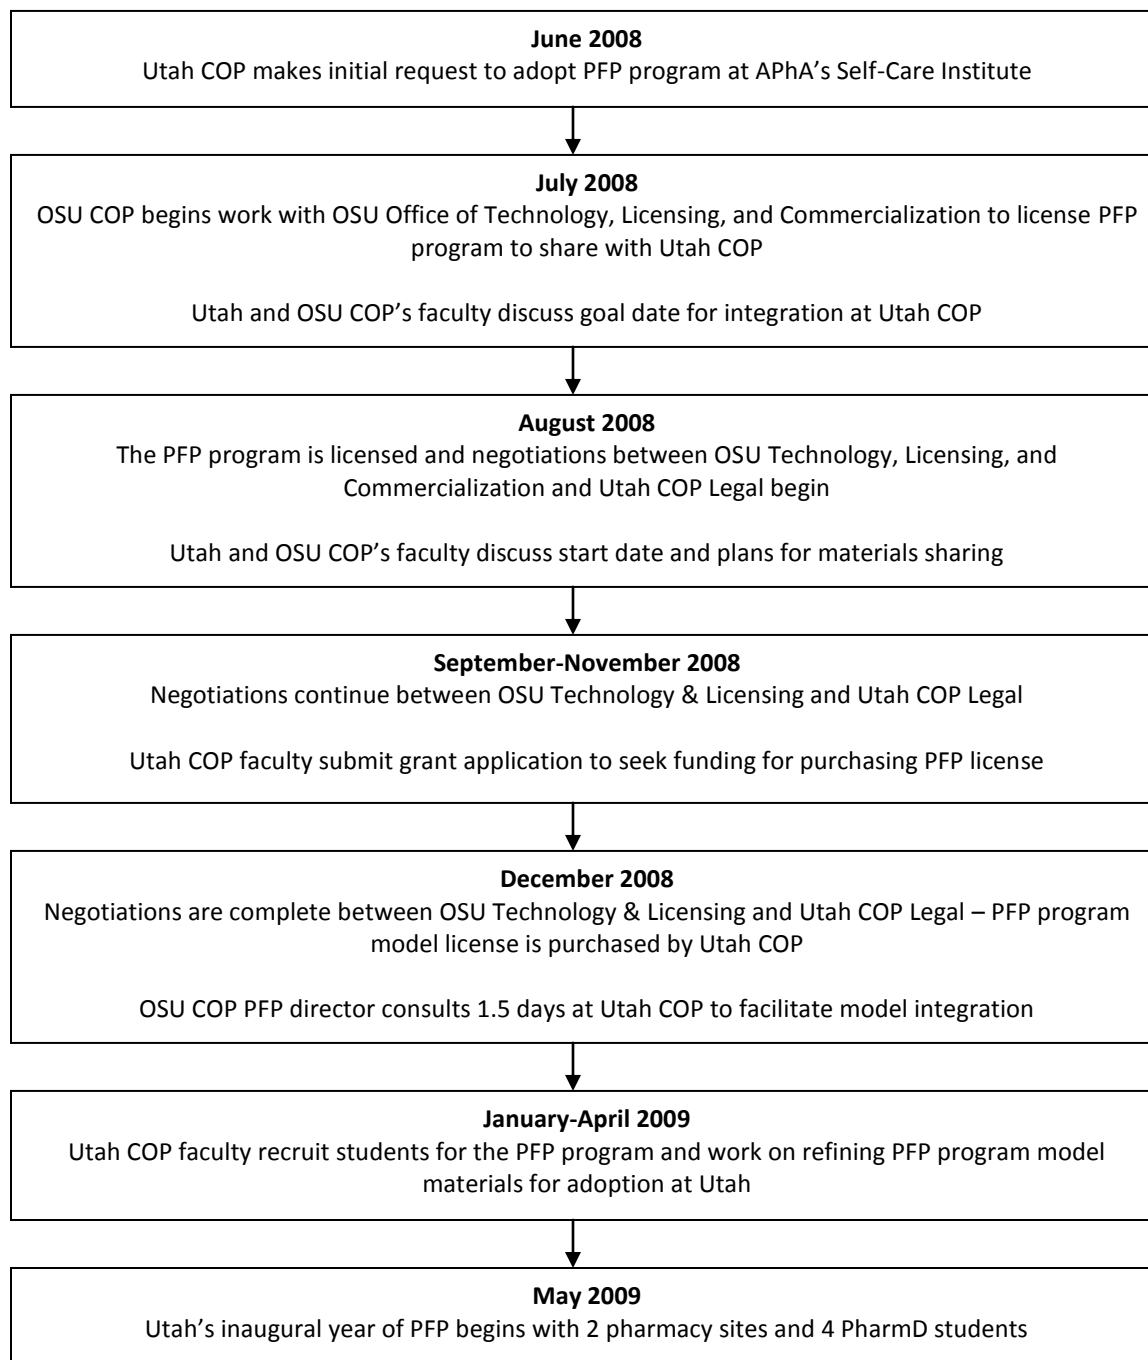 June 2008
Utah COP makes initial request to adopt PFP program at APhA’s Self-Care Institute
July 2008
OSU COP begins work with OSU Office of Technology, Licensing, and Commercialization to license PFP
program to share with Utah COP
Utah and OSU COP’s faculty discuss goal date for integration at Utah COP
August 2008
The PFP program is licensed and negotiations between OSU Technology, Licensing, and
Commercialization and Utah COP Legal begin
Utah and OSU COP’s faculty discuss start date and plans for materials sharing
September-November 2008
Negotiations continue between OSU Technology & Licensing and Utah COP Legal
Utah COP faculty submit grant application to seek funding for purchasing PFP license
December 2008
Negotiations are complete between OSU Technology & Licensing and Utah COP Legal – PFP program
model license is purchased by Utah COP
OSU COP PFP director consults 1.5 days at Utah COP to facilitate model integration
January-April 2009
Utah COP faculty recruit students for the PFP program and work on refining PFP program model
materials for adoption at Utah
May 2009
Utah’s inaugural year of PFP begins with 2 pharmacy sites and 4 PharmD students